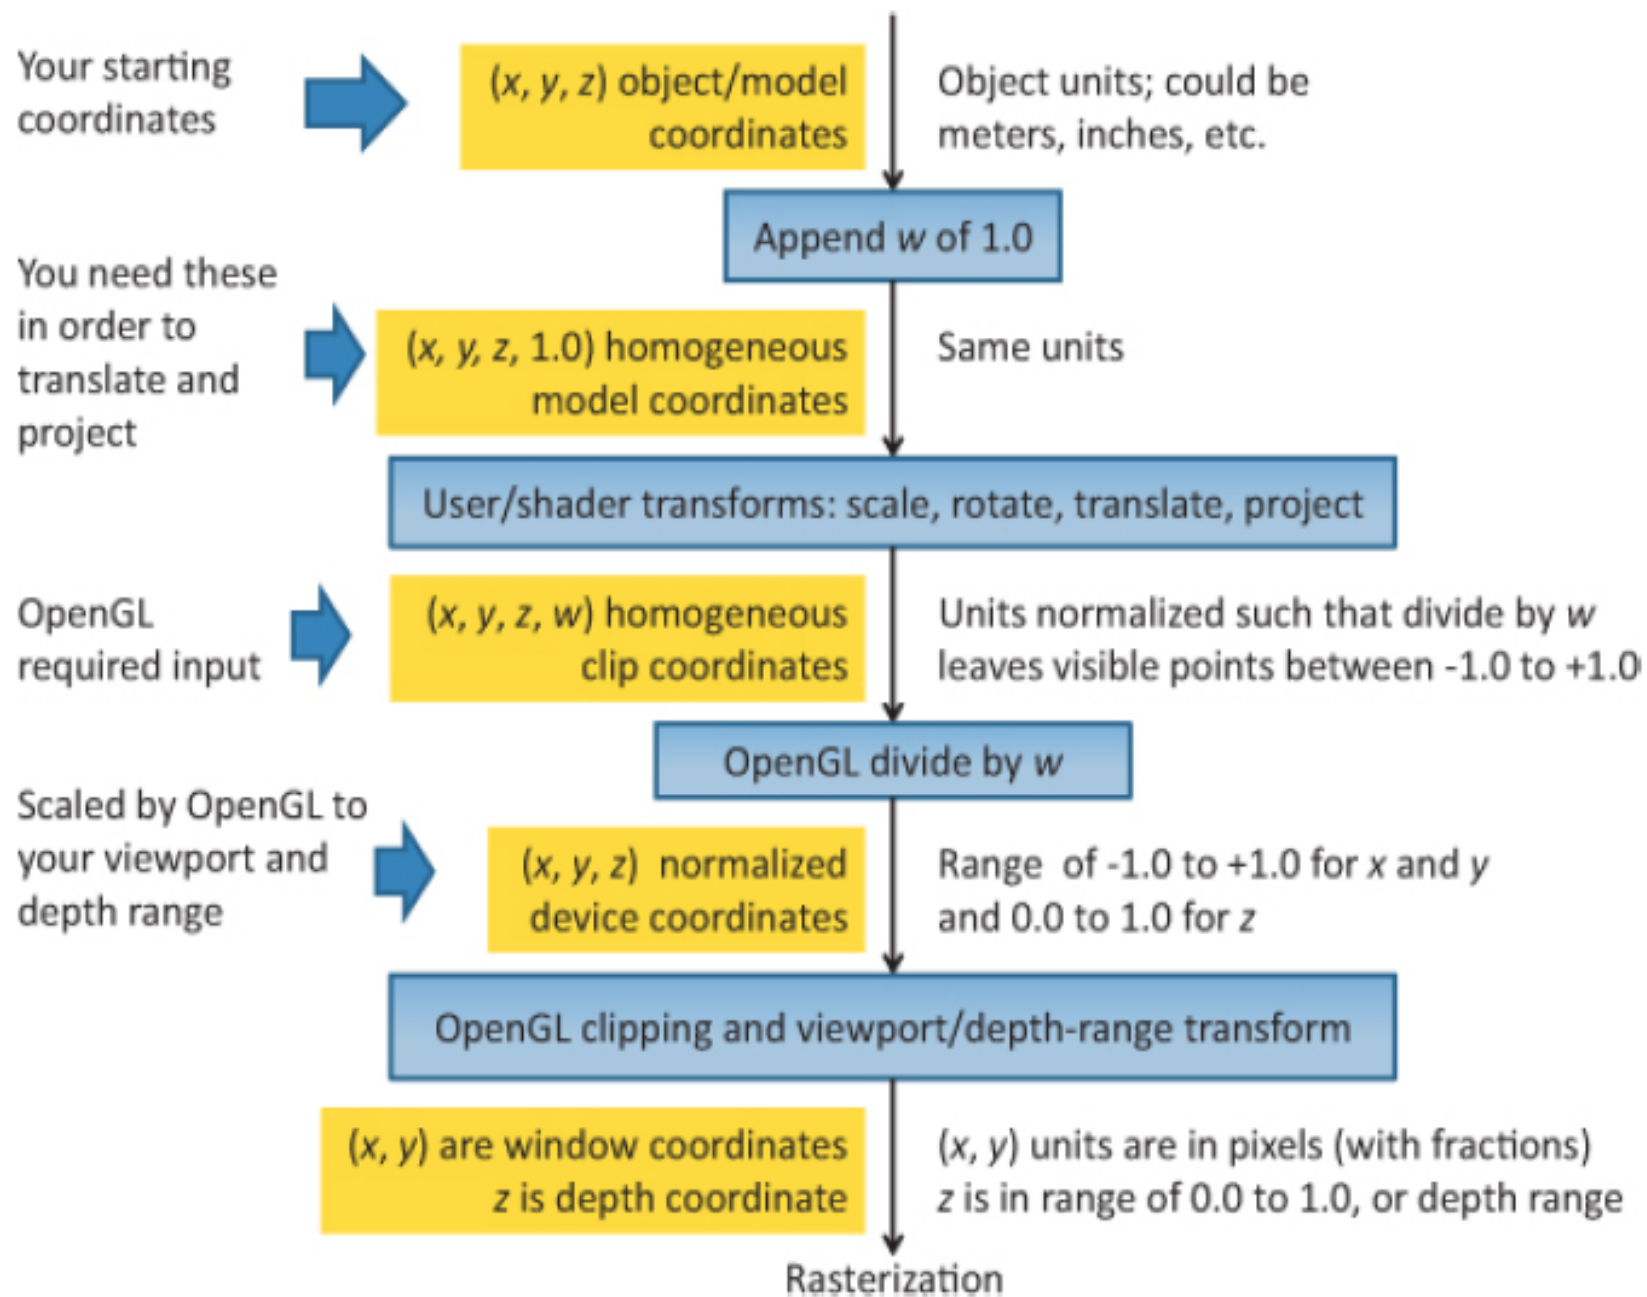 Your starting
coordinates
(x, y, z) object/model
coordinates
Object units; could be
meters, inches, etc.
Append w of 1.0
You need these
in order to
translate and
project
(x, y, z, 1.0) homogeneous
model coordinates
Same units
User/shader transforms: scale, rotate, translate, project
OpenGL
required input
(x, y, z, w) homogeneous
clip coordinates
Units normalized such that divide by w
leaves visible points between -1.0 to +1.0
OpenGL divide by w
Scaled by OpenGL to
your viewport and
depth range
(x, y, z) normalized
device coordinates
Range of -1.0 to +1.0 for x and y
and 0.0 to 1.0 for z
OpenGL clipping and viewport/depth-range transform
(x, y) are window coordinates
z is depth coordinate
(x, y) units are in pixels (with fractions)
z is in range of 0.0 to 1.0, or depth range
Rasterization